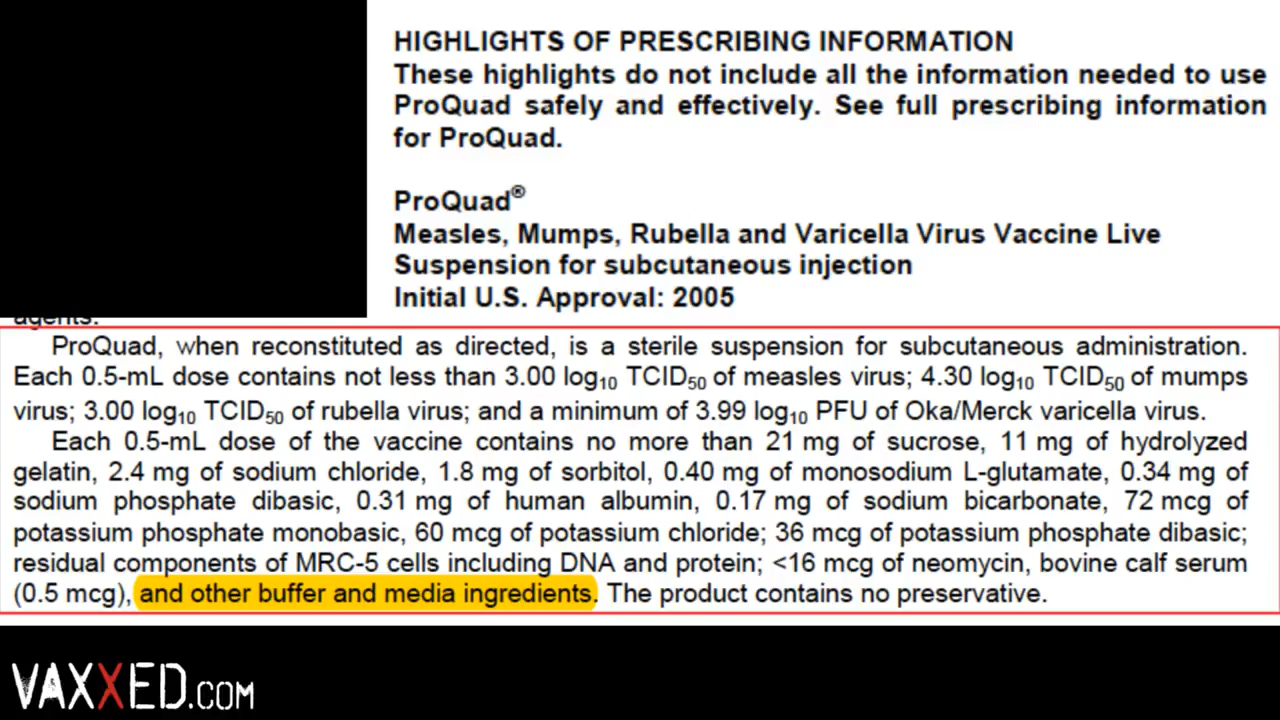 HIGHLIGHTS OF PRESCRIBING INFORMATION
These highlights do not include all the information needed to use
ProQuad safely and effectively. See full prescribing information
for ProQuad.
ProQuad®
Measles, Mumps, Rubella and Varicella Virus Vaccine Live
Suspension for subcutaneous injection
Initial U.S. Approval: 2005
agents.
ProQuad, when reconstituted as directed, is a sterile suspension for subcutaneous administration.
Each 0.5-mL dose contains not less than 3.00 log10 TCID50 of measles virus; 4.30 log10 TCID50 of mumps
virus; 3.00 log10 TCID50 of rubella virus; and a minimum of 3.99 log10 PFU of Oka/Merck varicella virus.
Each 0.5-mL dose of the vaccine contains no more than 21 mg of sucrose, 11 mg of hydrolyzed
gelatin, 2.4 mg of sodium chloride, 1.8 mg of sorbitol, 0.40 mg of monosodium L-glutamate, 0.34 mg of
sodium phosphate dibasic, 0.31 mg of human albumin, 0.17 mg of sodium bicarbonate, 72 mcg of
potassium phosphate monobasic, 60 mcg of potassium chloride; 36 mcg of potassium phosphate dibasic;
residual components of MRC-5 cells including DNA and protein; <16 mcg of neomycin, bovine calf serum
(0.5 mcg), and other buffer and media ingredients. The product contains no preservative.
VAXXED.COM